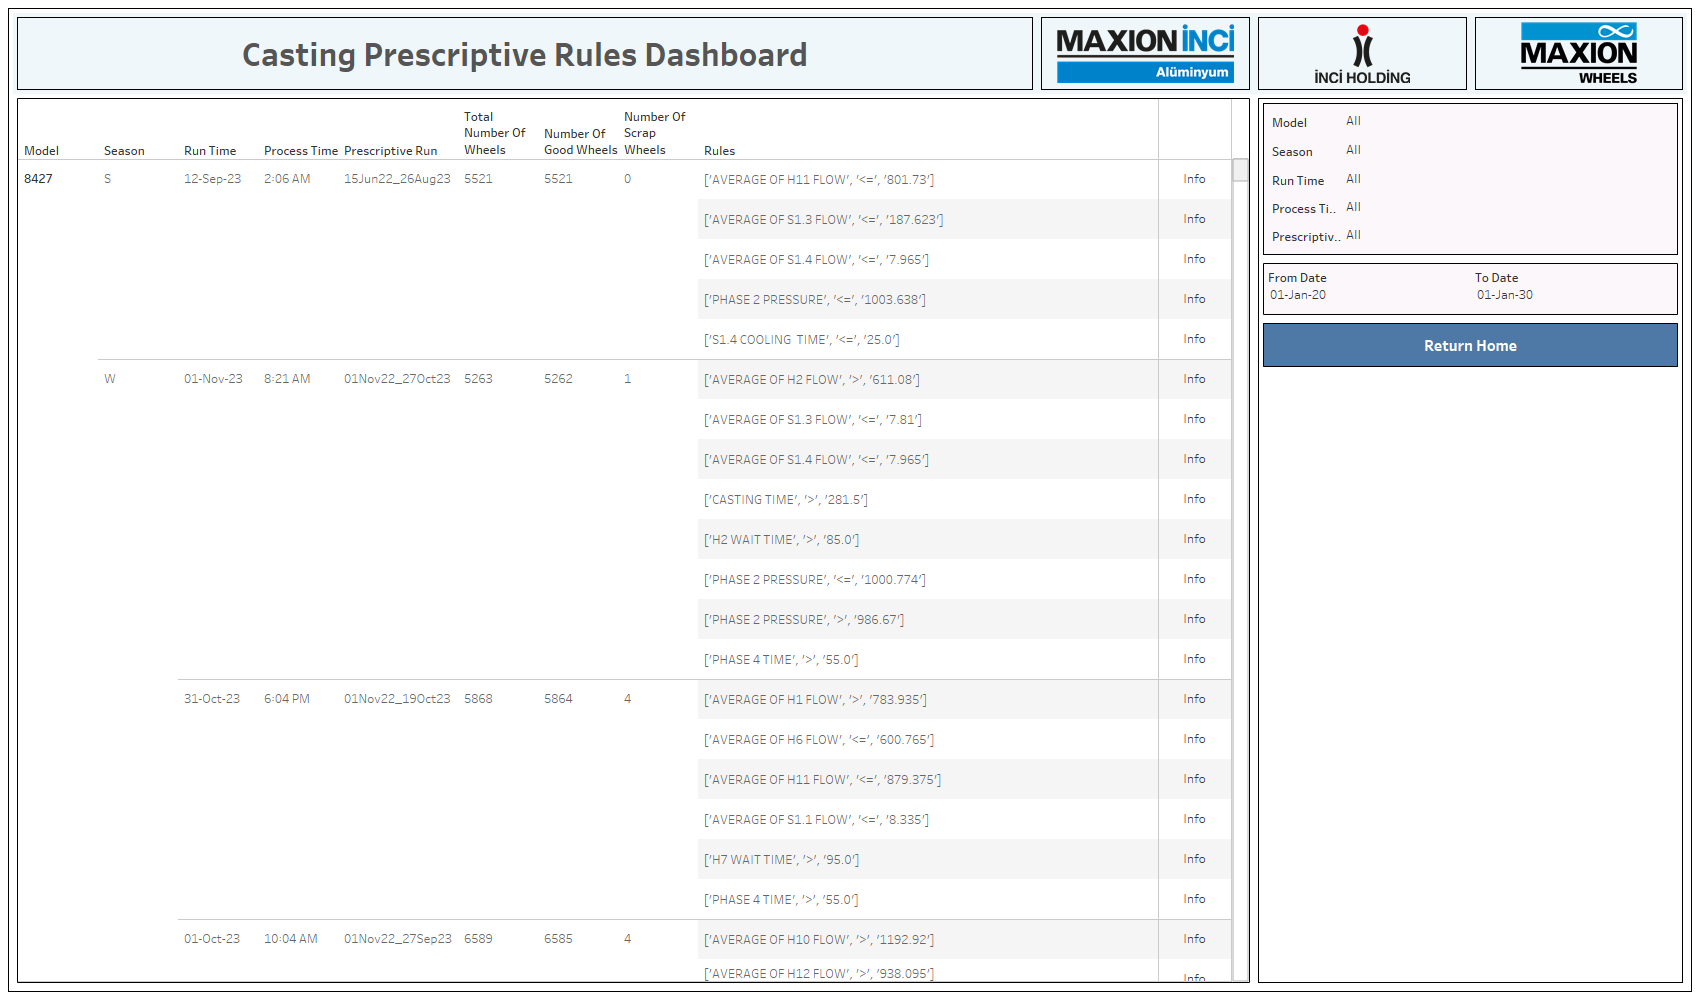 Casting Prescriptive Rules Dashboard
MAXION İNCİ
Alüminyum
İNCİ HOLDİNG
MAXION
WHEELS
Model Season Run Time Process Time Prescriptive Run Total Number Of Wheels Number Of Good Wheels Number Of Scrap Wheels Rules
8427 S 12-Sep-23 2:06 AM 15Jun22_26Aug23 5521 5521 0 ['AVERAGE OF H11 FLOW', '<=', '801.73'] Info
['AVERAGE OF S1.3 FLOW', '<=', '187.623'] Info
['AVERAGE OF S1.4 FLOW', '<=', '7.965'] Info
['PHASE 2 PRESSURE', '<=', '1003.638'] Info
['S1.4 COOLING  TIME', '<=', '25.0'] Info
W 01-Nov-23 8:21 AM 01Nov22_27Oct23 5263 5262 1 ['AVERAGE OF H2 FLOW', '>', '611.08'] Info
['AVERAGE OF S1.3 FLOW', '<=', '7.81'] Info
['AVERAGE OF S1.4 FLOW', '<=', '7.965'] Info
['CASTING TIME', '>', '281.5'] Info
['H2 WAIT TIME', '>', '85.0'] Info
['PHASE 2 PRESSURE', '<=', '1000.774'] Info
['PHASE 2 PRESSURE', '>', '986.67'] Info
['PHASE 4 TIME', '>', '55.0'] Info
31-Oct-23 6:04 PM 01Nov22_19Oct23 5868 5864 4 ['AVERAGE OF H1 FLOW', '>', '783.935'] Info
['AVERAGE OF H6 FLOW', '<=', '600.765'] Info
['AVERAGE OF H11 FLOW', '<=', '879.375'] Info
['AVERAGE OF S1.1 FLOW', '<=', '8.335'] Info
['H7 WAIT TIME', '>', '95.0'] Info
['PHASE 4 TIME', '>', '55.0'] Info
01-Oct-23 10:04 AM 01Nov22_27Sep23 6589 6585 4 ['AVERAGE OF H10 FLOW', '>', '1192.92'] Info
['AVERAGE OF H12 FLOW', '>', '938.095'] Info
Model All
Season All
Run Time All
Process Ti.. All
Prescriptiv.. All
From Date To Date
01-Jan-20 01-Jan-30
Return Home